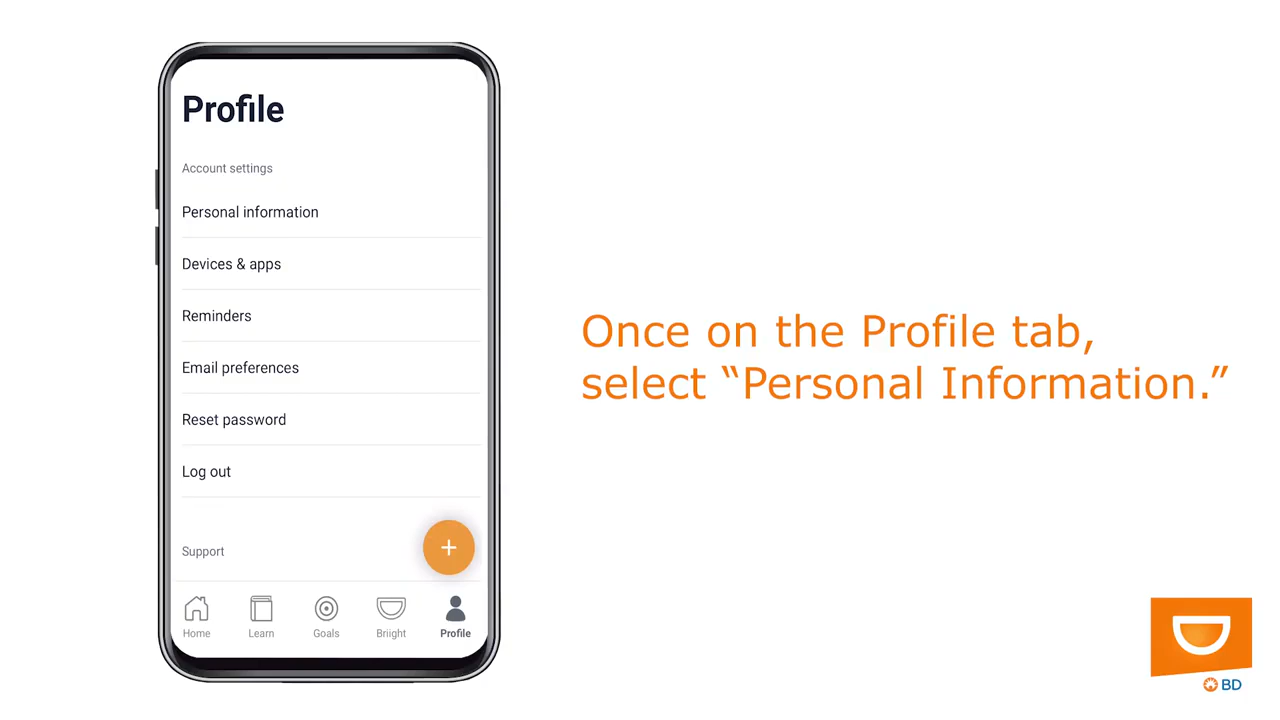 Profile
Account settings
Personal information
Devices & apps
Reminders
Email preferences
Reset password
Log out
Support
+
Home
Learn
Goals
Briight
Profile
Once on the Profile tab,
select “Personal Information.”
BD